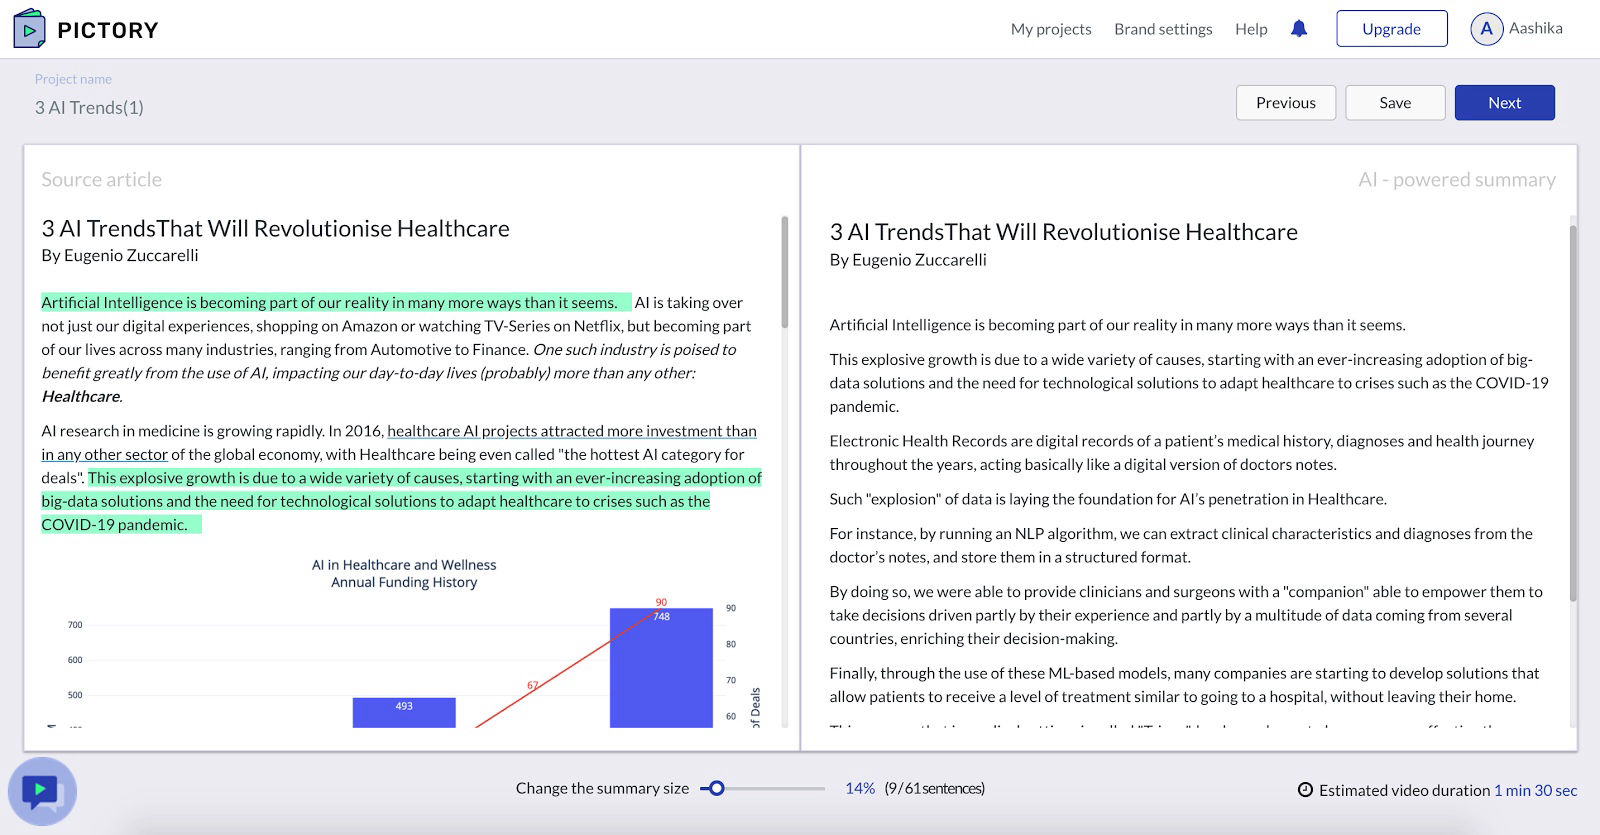 PICTORY
My projects
Brand settings
Help
Upgrade
A
Aashika
Project name
3 AI Trends(1)
Previous
Save
Next
Source article
3 AI TrendsThat Will Revolutionise Healthcare
By Eugenio Zuccarelli
Artificial Intelligence is becoming part of our reality in many more ways than it seems. AI is taking over
not just our digital experiences, shopping on Amazon or watching TV-Series on Netflix, but becoming part
of our lives across many industries, ranging from Automotive to Finance. One such industry is poised to
benefit greatly from the use of AI, impacting our day-to-day lives (probably) more than any other:
Healthcare.
AI research in medicine is growing rapidly. In 2016, healthcare AI projects attracted more investment than
in any other sector of the global economy, with Healthcare being even called "the hottest AI category for
deals". This explosive growth is due to a wide variety of causes, starting with an ever-increasing adoption of
big-data solutions and the need for technological solutions to adapt healthcare to crises such as the
COVID-19 pandemic.
AI in Healthcare and Wellness
Annual Funding History
90
90
748
700
80
600
70
67
500
493
60
of Deals
AI - powered summary
3 AI TrendsThat Will Revolutionise Healthcare
By Eugenio Zuccarelli
Artificial Intelligence is becoming part of our reality in many more ways than it seems.
This explosive growth is due to a wide variety of causes, starting with an ever-increasing adoption of big-
data solutions and the need for technological solutions to adapt healthcare to crises such as the COVID-19
pandemic.
Electronic Health Records are digital records of a patient's medical history, diagnoses and health journey
throughout the years, acting basically like a digital version of doctors notes.
Such "explosion" of data is laying the foundation for AI's penetration in Healthcare.
For instance, by running an NLP algorithm, we can extract clinical characteristics and diagnoses from the
doctor's notes, and store them in a structured format.
By doing so, we were able to provide clinicians and surgeons with a "companion" able to empower them to
take decisions driven partly by their experience and partly by a multitude of data coming from several
countries, enriching their decision-making.
Finally, through the use of these ML-based models, many companies are starting to develop solutions that
allow patients to receive a level of treatment similar to going to a hospital, without leaving their home.
Change the summary size
14% (9/61sentences)
Estimated video duration 1 min 30 sec